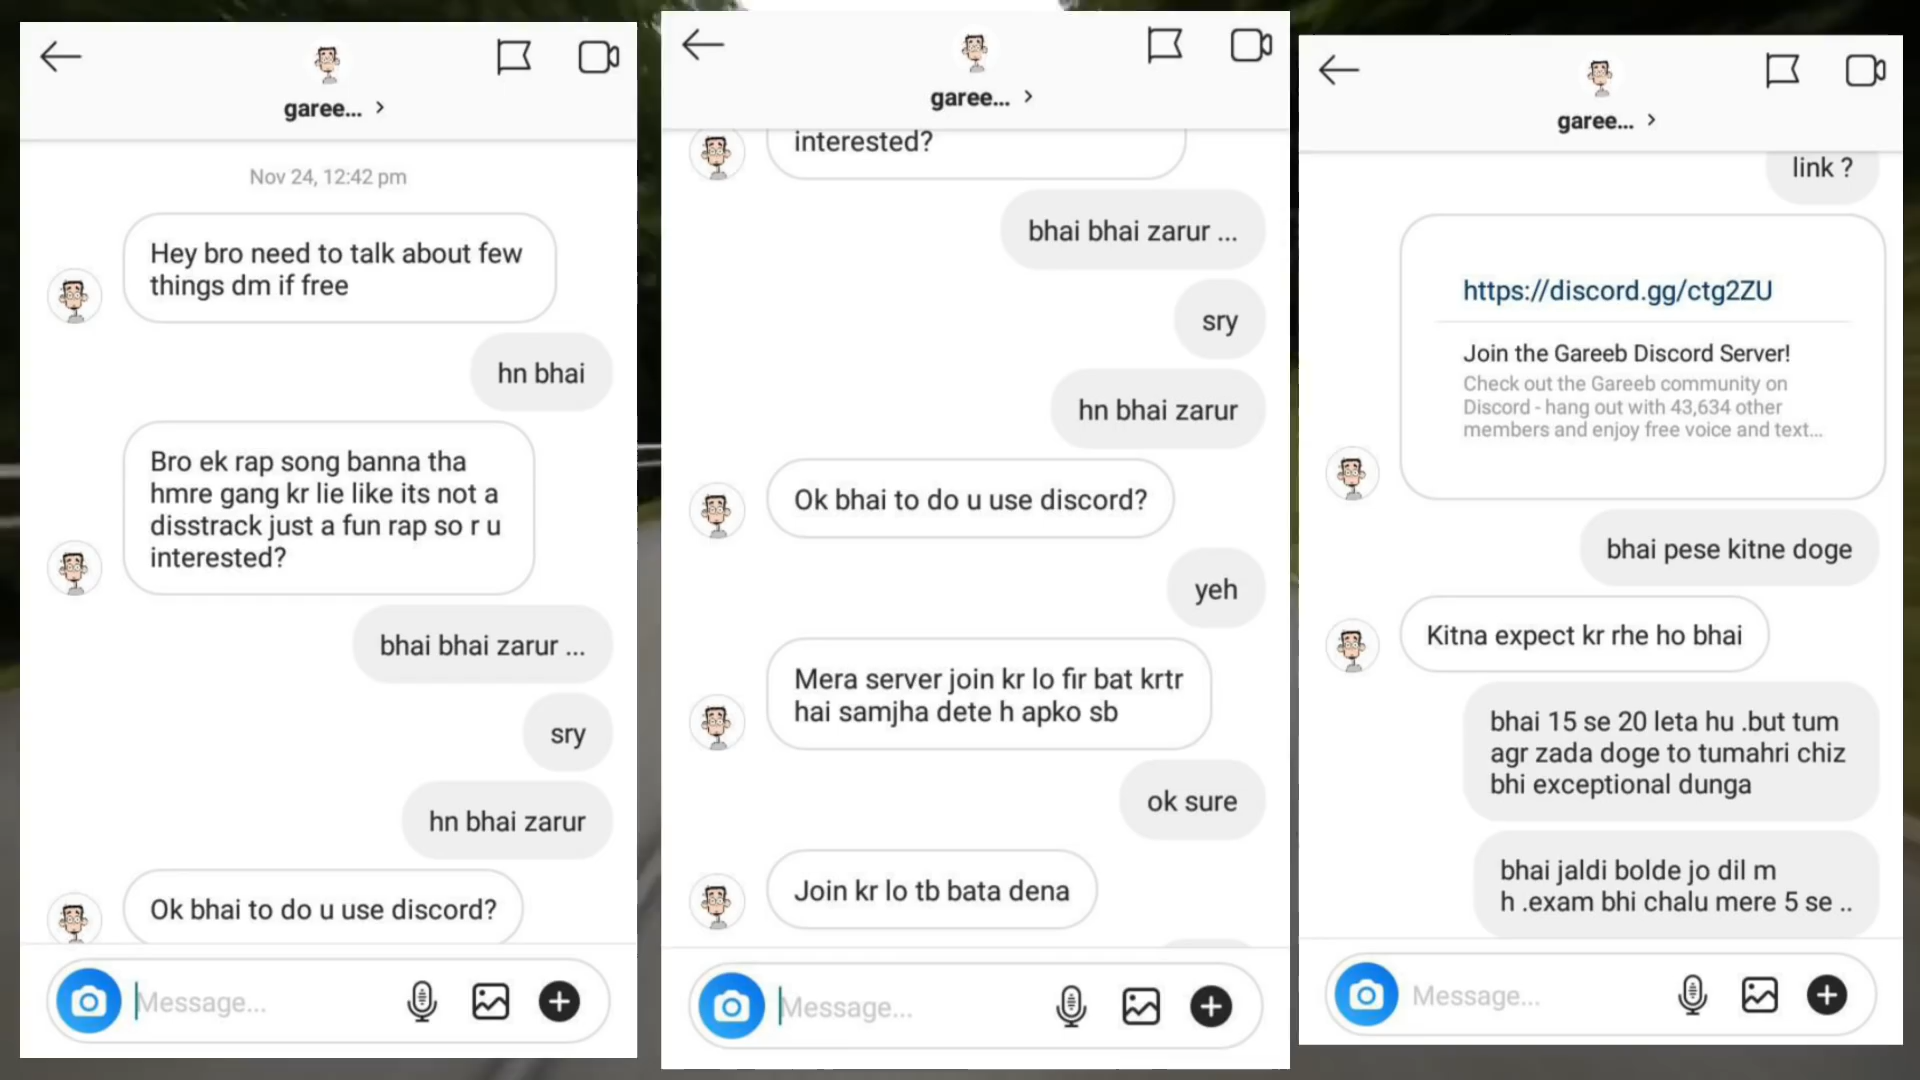 garee...
Nov 24, 12:42 pm
Hey bro need to talk about few
things dm if free
hn bhai
Bro ek rap song banna tha
hmre gang kr lie like its not a
disstrack just a fun rap so r u
interested?
bhai bhai zarur ...
sry
hn bhai zarur
Ok bhai to do u use discord?
Message...
garee...
interested?
bhai bhai zarur ...
sry
hn bhai zarur
Ok bhai to do u use discord?
yeh
Mera server join kr lo fir bat krtr
hai samjha dete h apko sb
ok sure
Join kr lo tb bata dena
Message...
garee...
link ?
https://discord.gg/ctg2ZU
Join the Gareeb Discord Server!
Check out the Gareeb community on
Discord - hang out with 43,634 other
members and enjoy free voice and text...
bhai pese kitne doge
Kitna expect kr rhe ho bhai
bhai 15 se 20 leta hu .but tum
agr zada doge to tumahri chiz
bhi exceptional dunga
bhai jaldi bolde jo dil m
h .exam bhi chalu mere 5 se ..
Message...